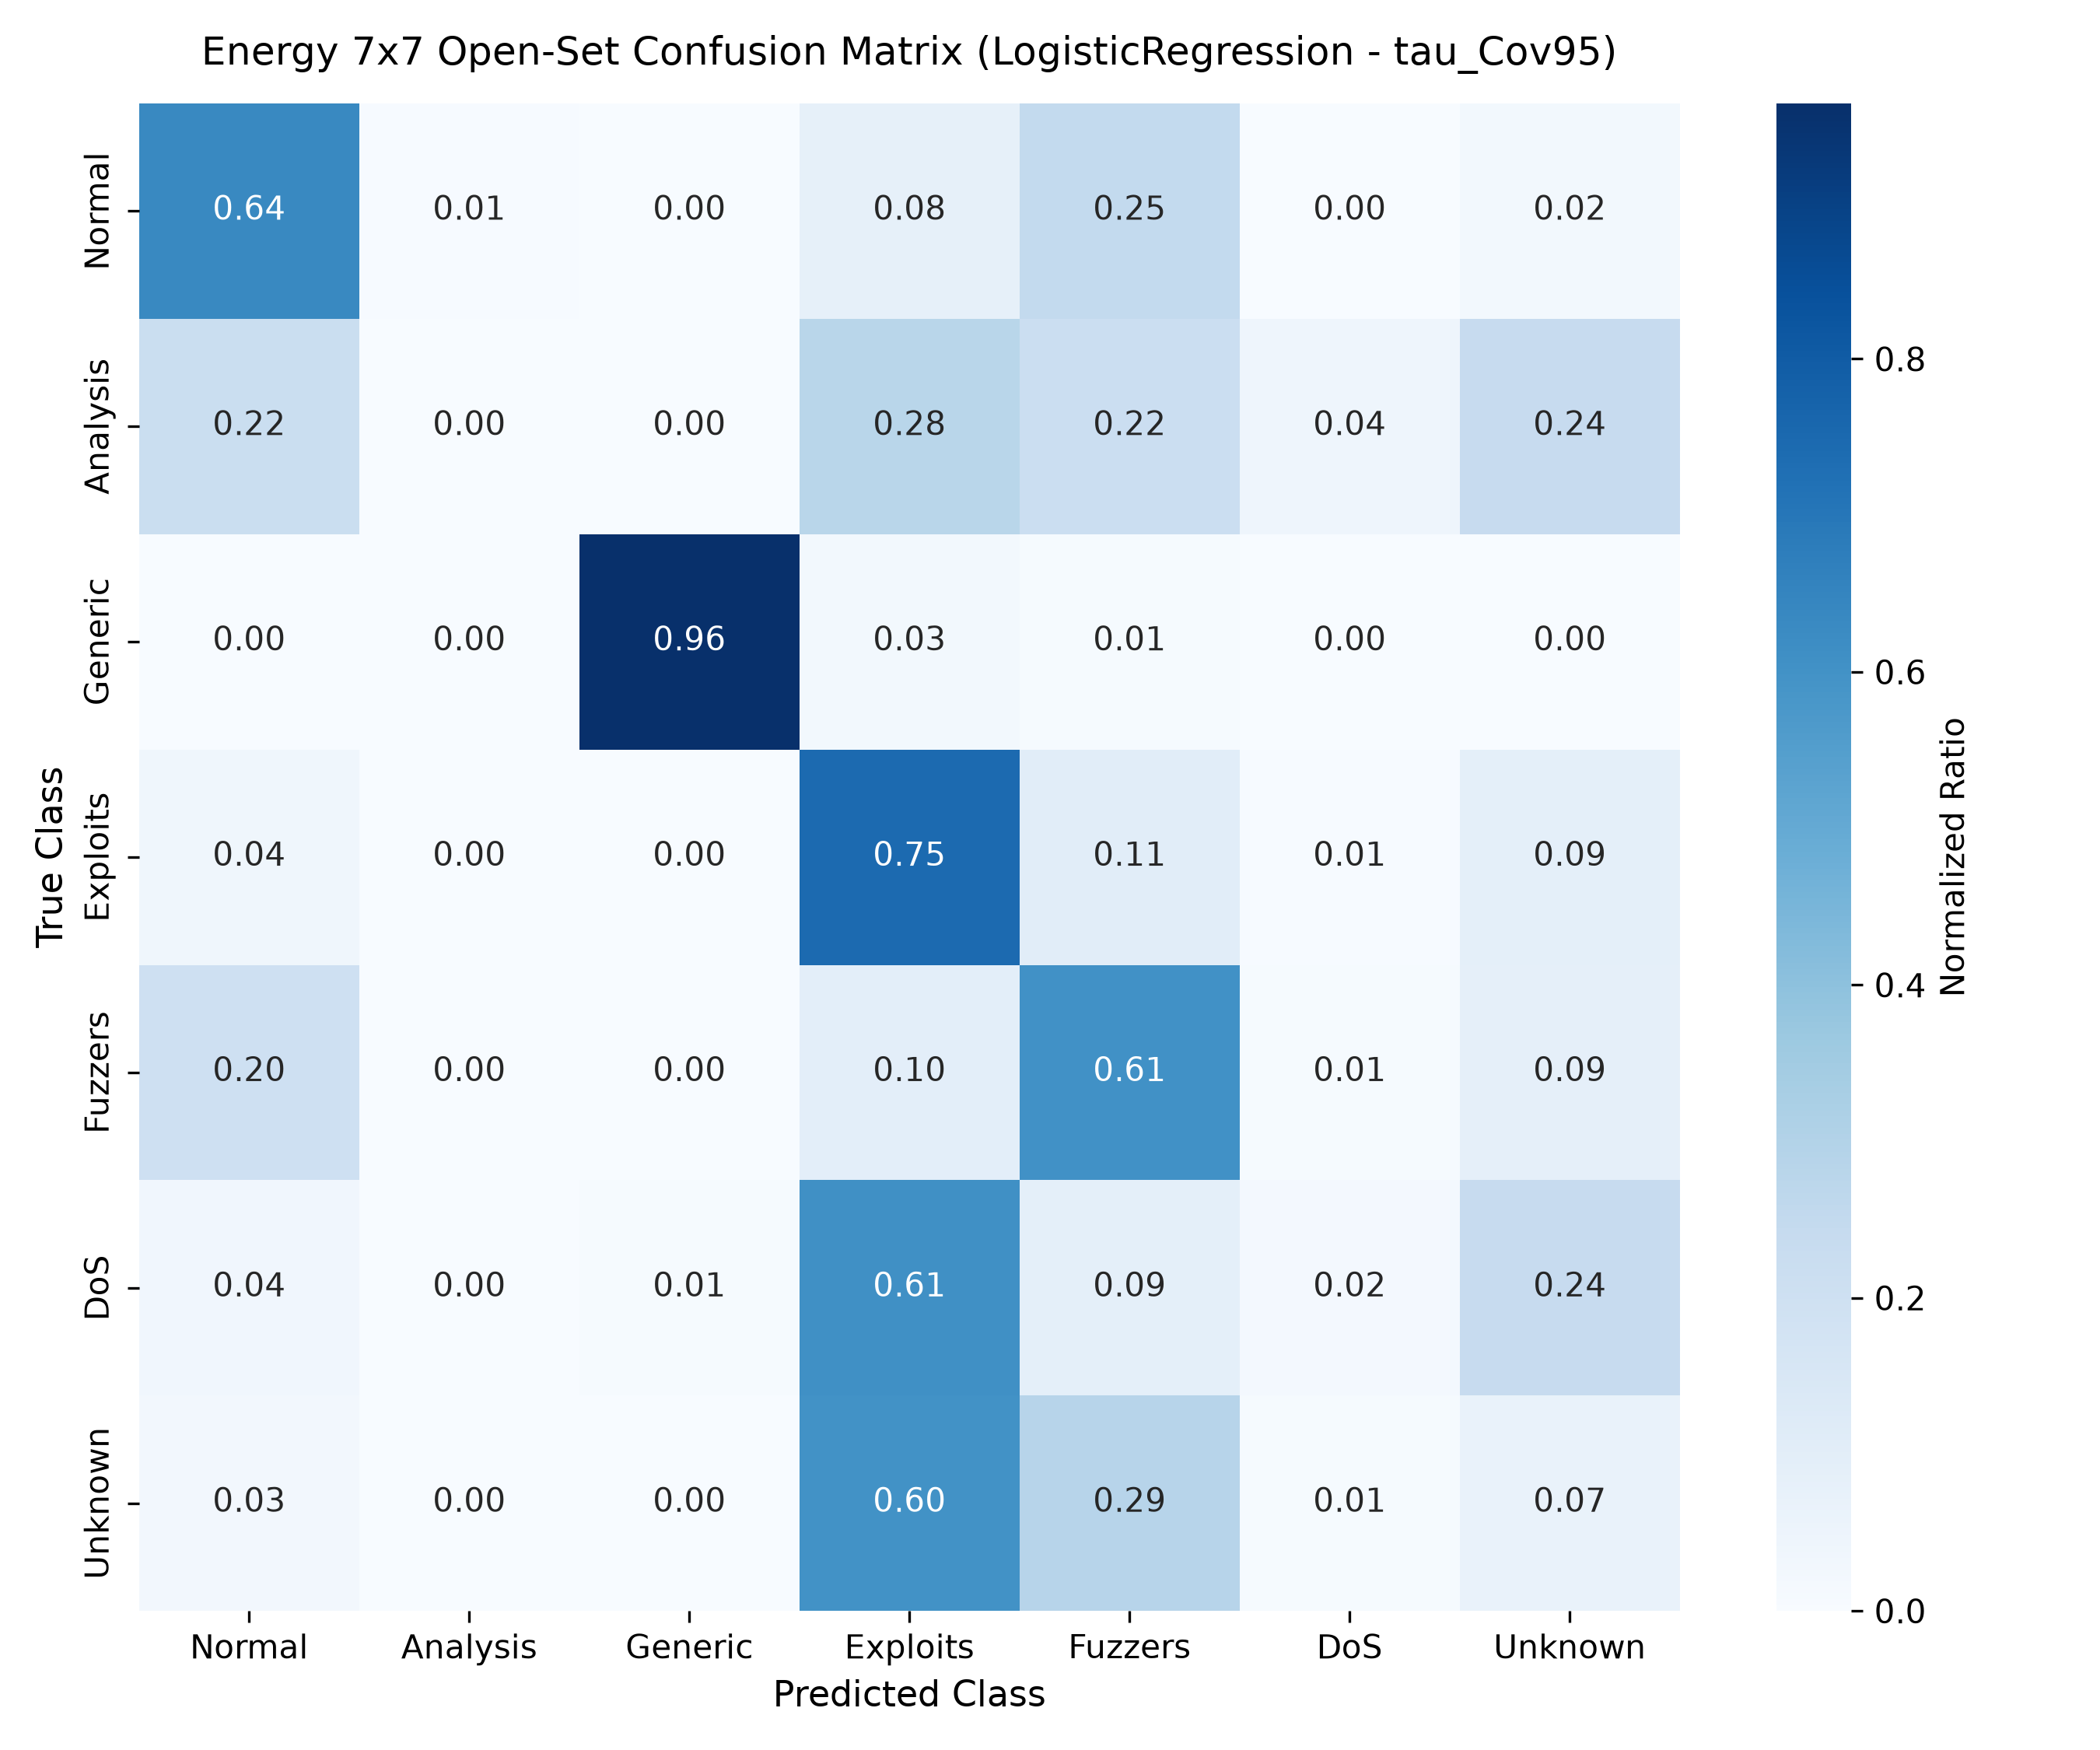 Energy 7x7 Open-Set Confusion Matrix (LogisticRegression - tau_Cov95)
True Class
Normal 0.64 0.01 0.00 0.08 0.25 0.00 0.02
Analysis 0.22 0.00 0.00 0.28 0.22 0.04 0.24
Generic 0.00 0.00 0.96 0.03 0.01 0.00 0.00
Exploits 0.04 0.00 0.00 0.75 0.11 0.01 0.09
Fuzzers 0.20 0.00 0.00 0.10 0.61 0.01 0.09
DoS 0.04 0.00 0.01 0.61 0.09 0.02 0.24
Unknown 0.03 0.00 0.00 0.60 0.29 0.01 0.07
Normal Analysis Generic Exploits Fuzzers DoS Unknown
Predicted Class
0.8
0.6
0.4
0.2
0.0
Normalized Ratio